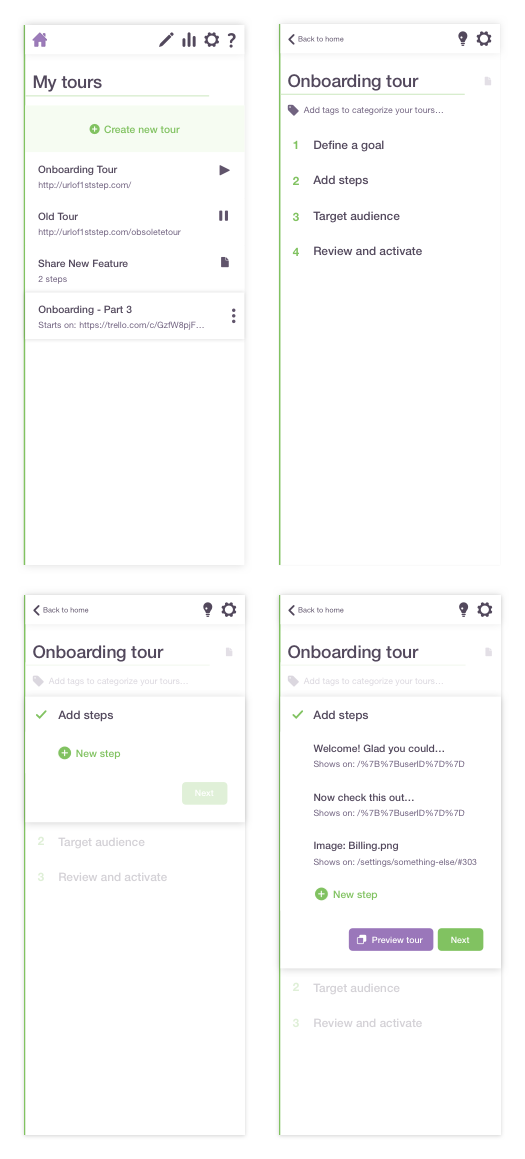 My tours
Create new tour
Onboarding Tour
http://urlof1ststep.com/
Old Tour
http://urlof1ststep.com/obsoletetour
Share New Feature
2 steps
Onboarding - Part 3
Starts on: https://trello.com/c/GzfW8pjF…
Back to home
Onboarding tour
Add tags to categorize your tours…
1 Define a goal
2 Add steps
3 Target audience
4 Review and activate
Back to home
Onboarding tour
Add tags to categorize your tours…
Add steps
New step
Next
2 Target audience
3 Review and activate
Back to home
Onboarding tour
Add tags to categorize your tours…
Add steps
Welcome! Glad you could…
Shows on: /%7B%7BuserID%7D%7D
Now check this out…
Shows on: /%7B%7BuserID%7D%7D
Image: Billing.png
Shows on: /settings/something-else/#303
New step
Preview tour Next
2 Target audience
3 Review and activate